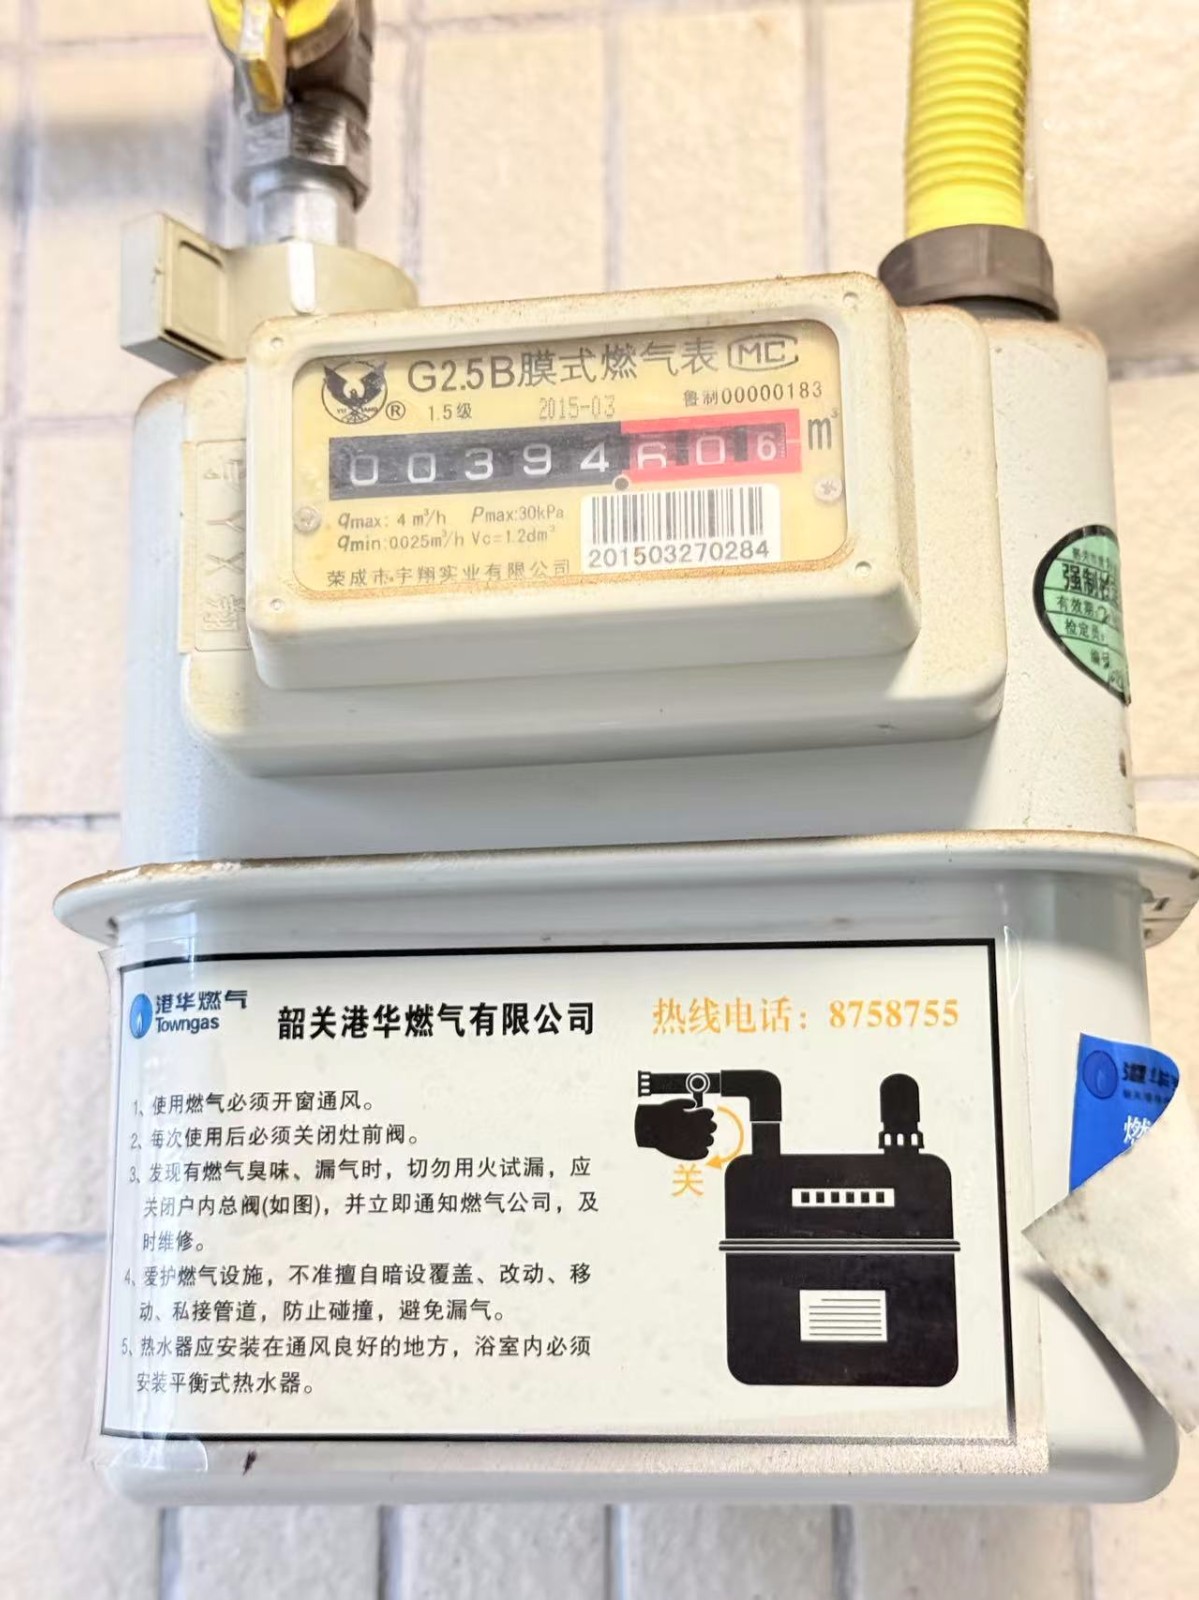 G2.5B膜式燃气表 MC
YU XIANG ®
1.5级 2015-03 鲁制00000183
00394606 m³
qmax: 4 m³/h Pmax:30kPa
qmin:0025m³/h Vc=1.2dm³
201503270284
荣成市宇翔实业有限公司
强制检
有效期:
检定员:
编号
港华燃气
Towngas
韶关港华燃气有限公司
热线电话：8758755
1、使用燃气必须开窗通风。
2、每次使用后必须关闭灶前阀。
3、发现有燃气臭味、漏气时，切勿用火试漏，应
关闭户内总阀(如图)，并立即通知燃气公司，及
时维修。
4、爱护燃气设施，不准擅自暗设覆盖、改动、移
动、私接管道，防止碰撞，避免漏气。
5、热水器应安装在通风良好的地方，浴室内必须
安装平衡式热水器。
关
港华
燃